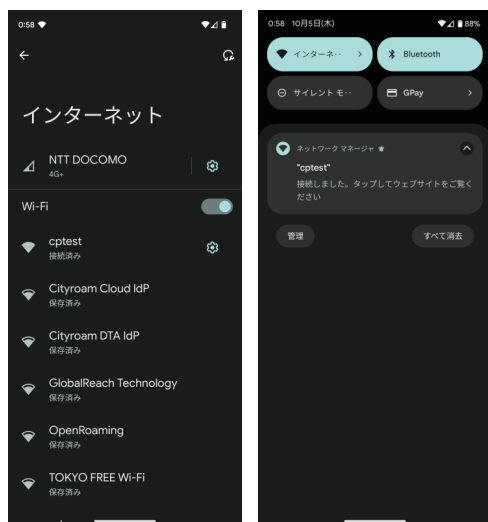 0:58
インターネット
NTT DOCOMO
4G+
Wi-Fi
cptest
接続済み
Cityroam Cloud IdP
保存済み
Cityroam DTA IdP
保存済み
GlobalReach Technology
保存済み
OpenRoaming
保存済み
TOKYO FREE Wi-Fi
保存済み
0:58 10月5日(木)
88%
インターネ‥
Bluetooth
サイレント モ‥
GPay
ネットワーク マネージャ
"cptest"
接続しました。タップしてウェブサイトをご覧く
ださい
管理
すべて消去